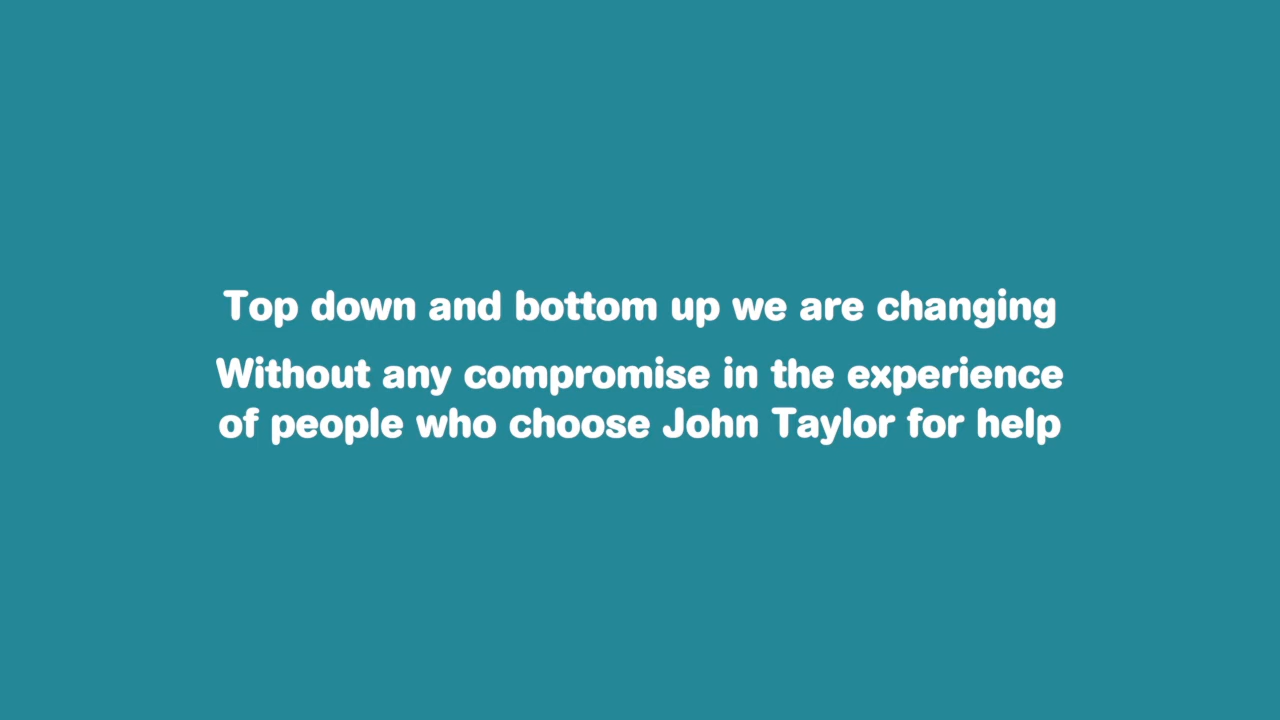 Top down and bottom up we are changing
Without any compromise in the experience
of people who choose John Taylor for help